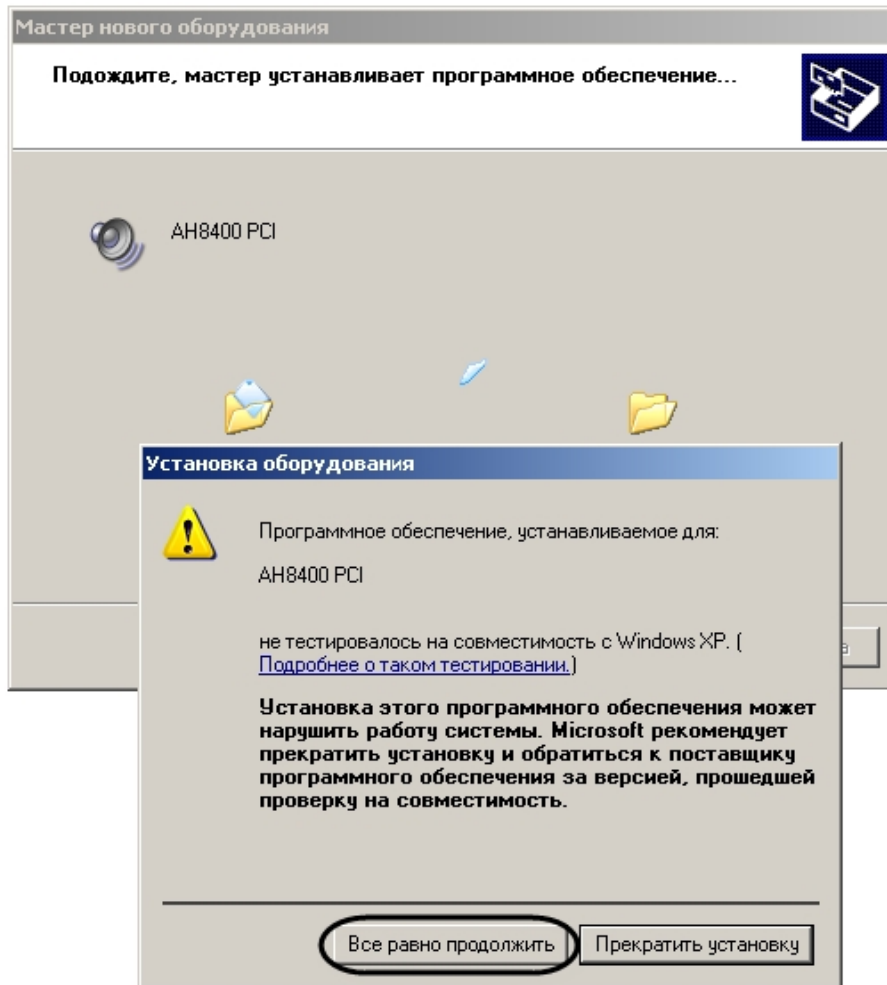 Мастер нового оборудования
Подождите, мастер устанавливает программное обеспечение...
AH8400 PCI
Установка оборудования
Программное обеспечение, устанавливаемое для:
AH8400 PCI
не тестировалось на совместимость с Windows XP. (
Подробнее о таком тестировании.)
Установка этого программного обеспечения может
нарушить работу системы. Microsoft рекомендует
прекратить установку и обратиться к поставщику
программного обеспечения за версией, прошедшей
проверку на совместимость.
Все равно продолжить
Прекратить установку